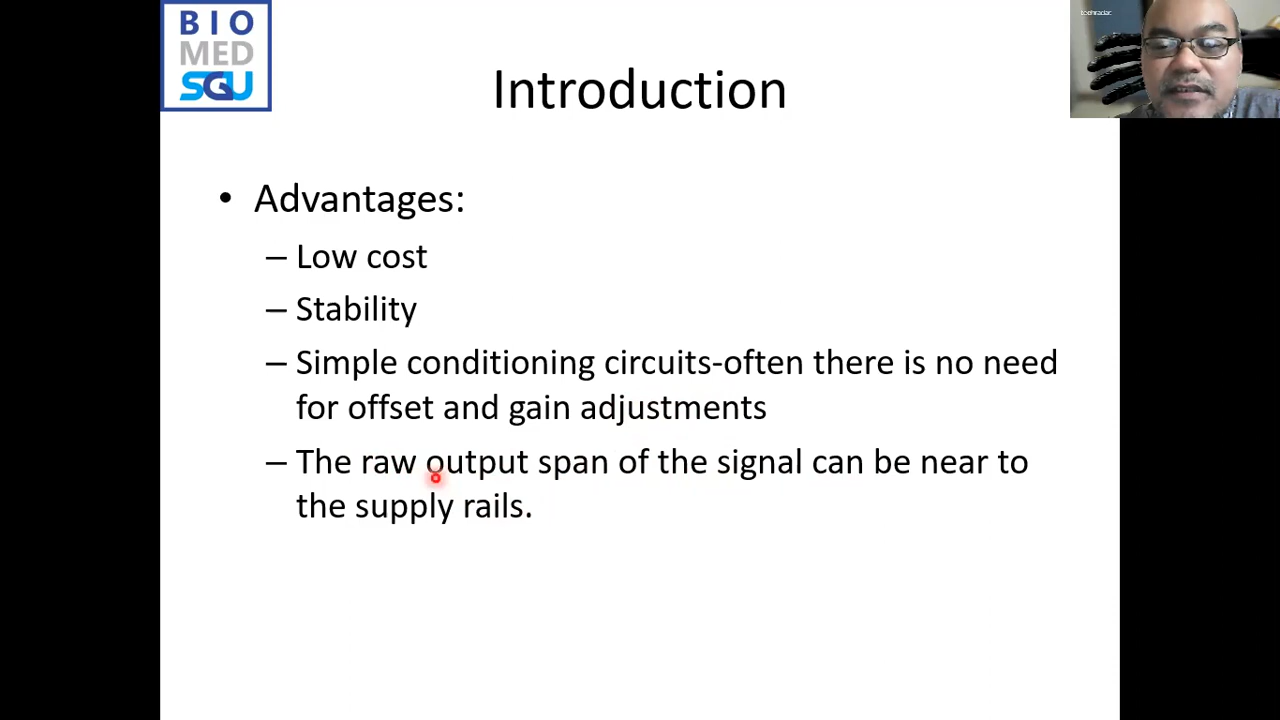 BIO
MED
SGU
techradar.
Introduction
• Advantages:
– Low cost
– Stability
– Simple conditioning circuits-often there is no need
for offset and gain adjustments
– The raw output span of the signal can be near to
the supply rails.